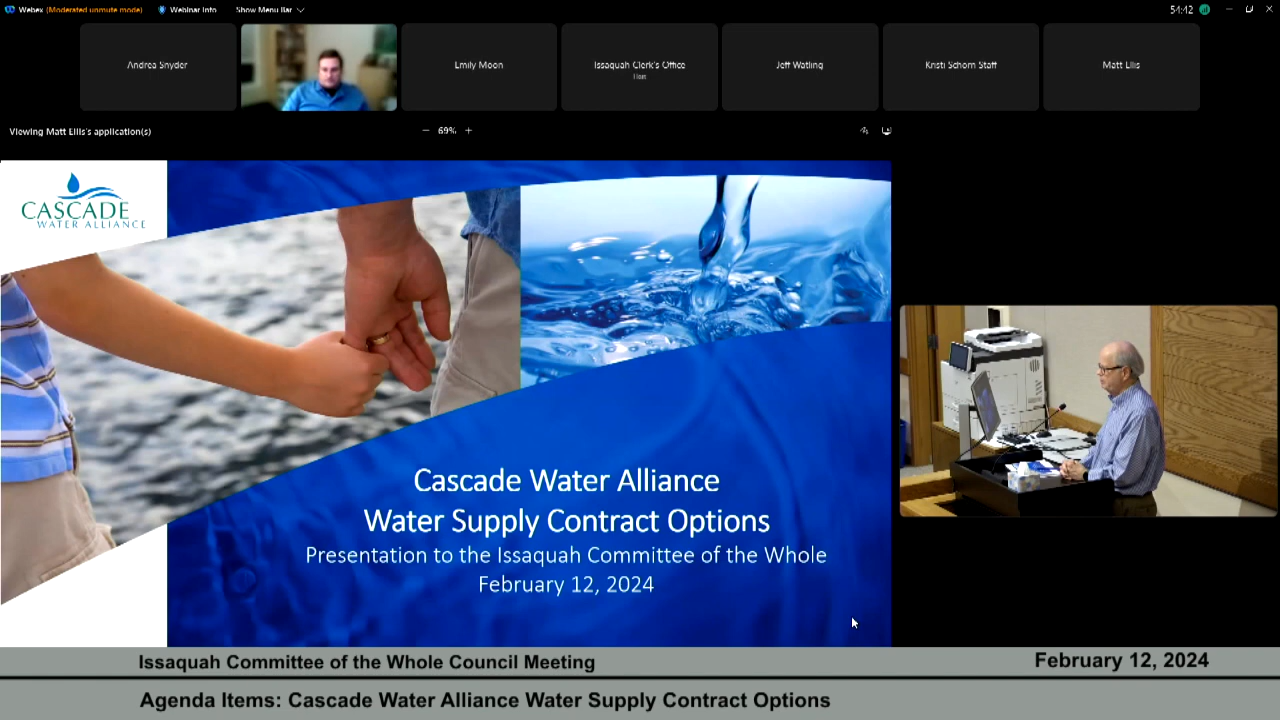 Webex (Moderated unmute mode) Webinar Info Show Menu Bar 54:42
Andrea Snyder
Emily Moon
Issaquah Clerk's Office
Host
Jeff Watling
Kristi Schorn Staff
Matt Ellis
Viewing Matt Ellis's application(s) − 69% +
CASCADE
WATER ALLIANCE
Cascade Water Alliance
Water Supply Contract Options
Presentation to the Issaquah Committee of the Whole
February 12, 2024
Issaquah Committee of the Whole Council Meeting February 12, 2024
Agenda Items: Cascade Water Alliance Water Supply Contract Options